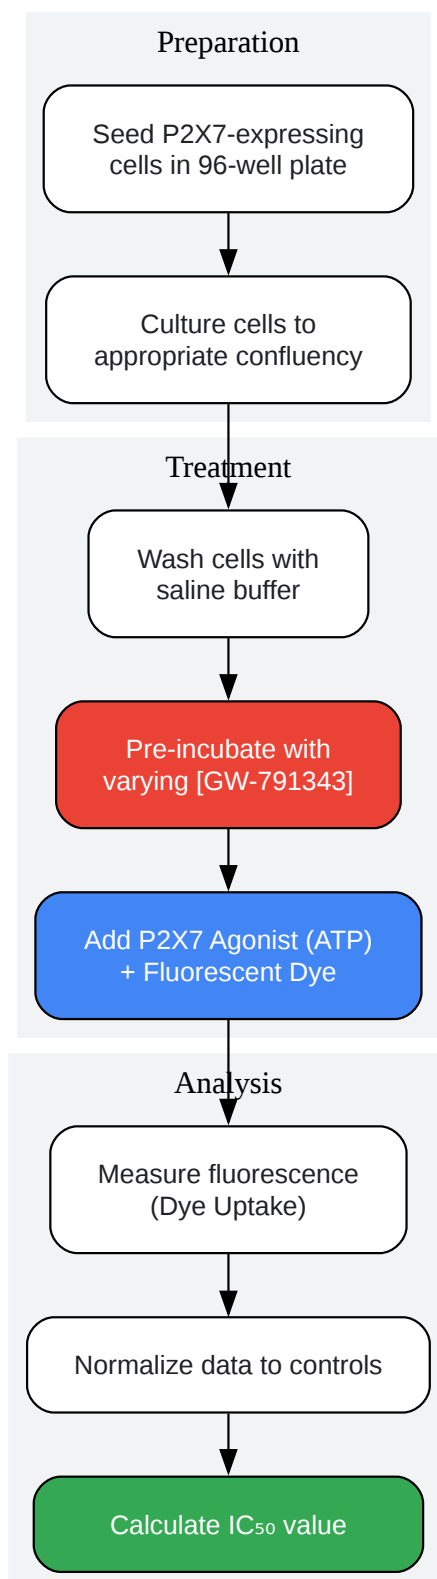 Preparation
Seed P2X7-expressing
cells in 96-well plate
Culture cells to
appropriate confluency
Treatment
Wash cells with
saline buffer
Pre-incubate with
varying [GW-791343]
Add P2X7 Agonist (ATP)
+ Fluorescent Dye
Analysis
Measure fluorescence
(Dye Uptake)
Normalize data to controls
Calculate IC₅₀ value